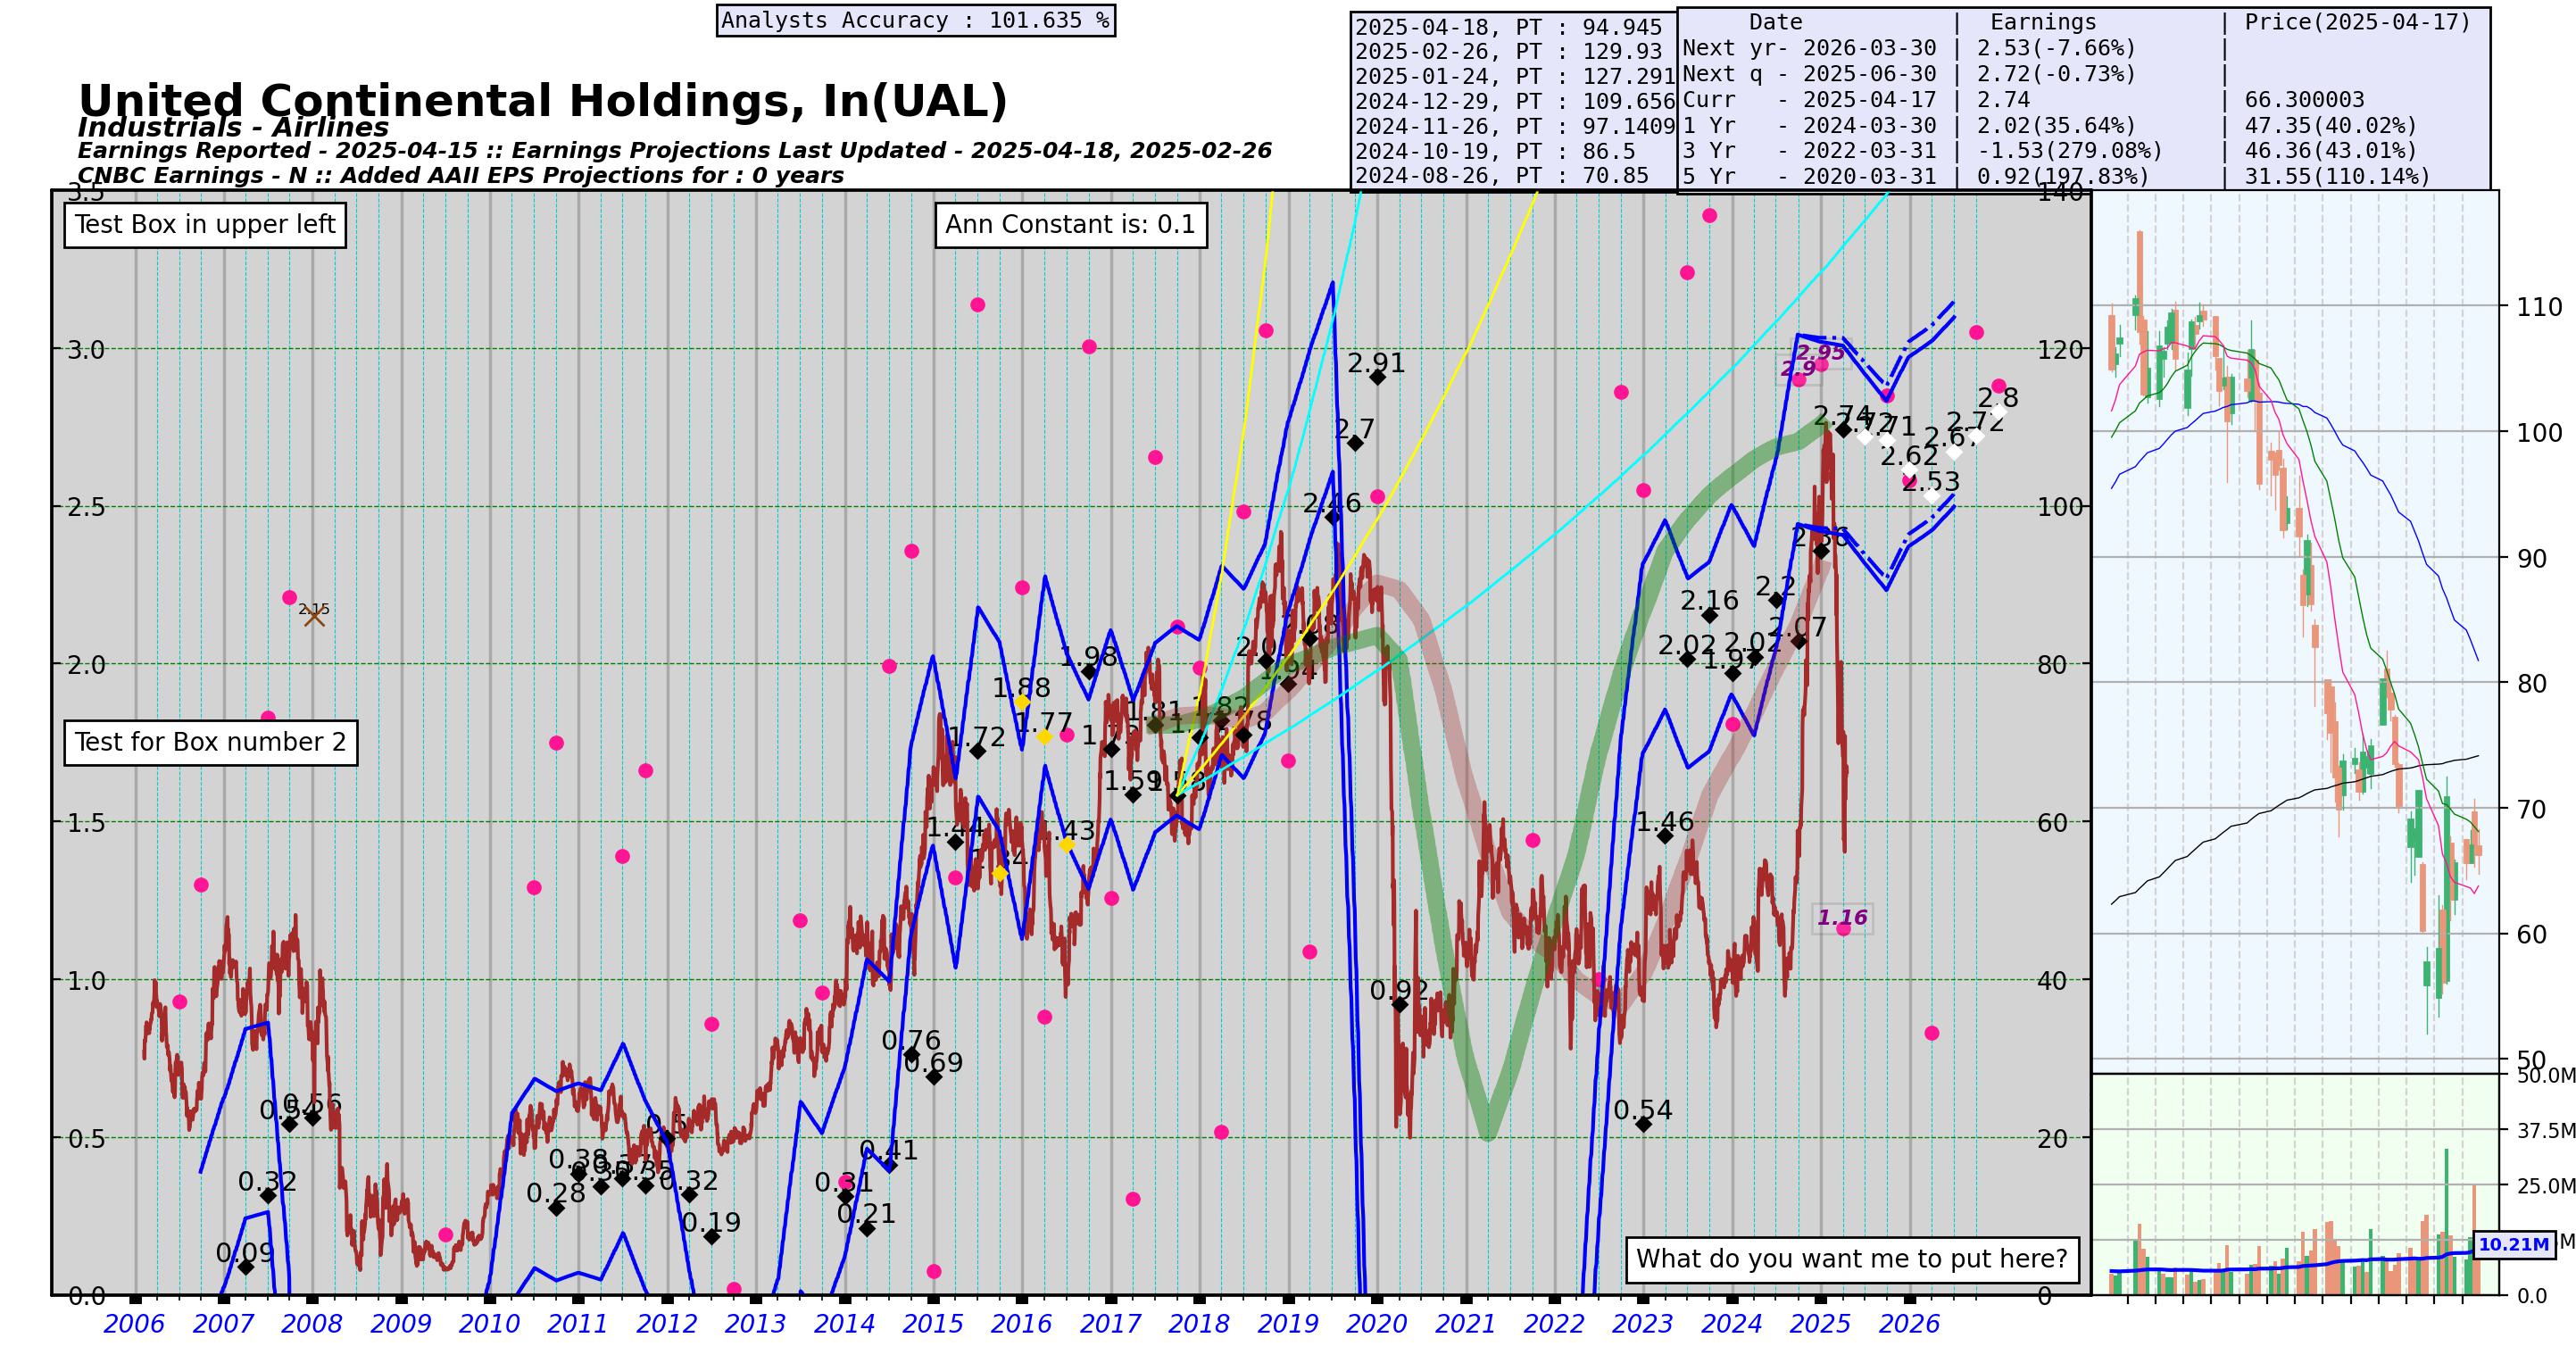 Analysts Accuracy : 101.635 %
United Continental Holdings, In(UAL)
Industrials - Airlines
Earnings Reported - 2025-04-15 :: Earnings Projections Last Updated - 2025-04-18, 2025-02-26
CNBC Earnings - N :: Added AAII EPS Projections for : 0 years
2025-04-18, PT : 94.945
2025-02-26, PT : 129.93
2025-01-24, PT : 127.291
2024-12-29, PT : 109.656
2024-11-26, PT : 97.1409
2024-10-19, PT : 86.5
2024-08-26, PT : 70.85
Date | Earnings | Price(2025-04-17)
Next yr- 2026-03-30 | 2.53(-7.66%) |
Next q - 2025-06-30 | 2.72(-0.73%) |
Curr - 2025-04-17 | 2.74 | 66.300003
1 Yr - 2024-03-30 | 2.02(35.64%) | 47.35(40.02%)
3 Yr - 2022-03-31 | -1.53(279.08%) | 46.36(43.01%)
5 Yr - 2020-03-31 | 0.92(197.83%) | 31.55(110.14%)
Test Box in upper left
Ann Constant is: 0.1
Test for Box number 2
What do you want me to put here?
3.5
3.0
2.5
2.0
1.5
1.0
0.5
0.0
140
120
100
80
60
40
20
0
110
100
90
80
70
60
50
50.0M
37.5M
25.0M
10.21M
0.0
2.15
0.09
0.32
0.56
0.28
0.38
0.5
0.32
0.19
0.31
0.21
0.41
0.76
0.69
1.44
1.72
1.88
1.77
1.98
1.59
1.81
2.46
2.7
2.91
0.92
0.54
1.46
2.02
2.16
1.97
2.02
2.2
2.07
2.9
2.95
2.74
1.16
2.62
2.53
2.67
2.72
2.8
2006 2007 2008 2009 2010 2011 2012 2013 2014 2015 2016 2017 2018 2019 2020 2021 2022 2023 2024 2025 2026